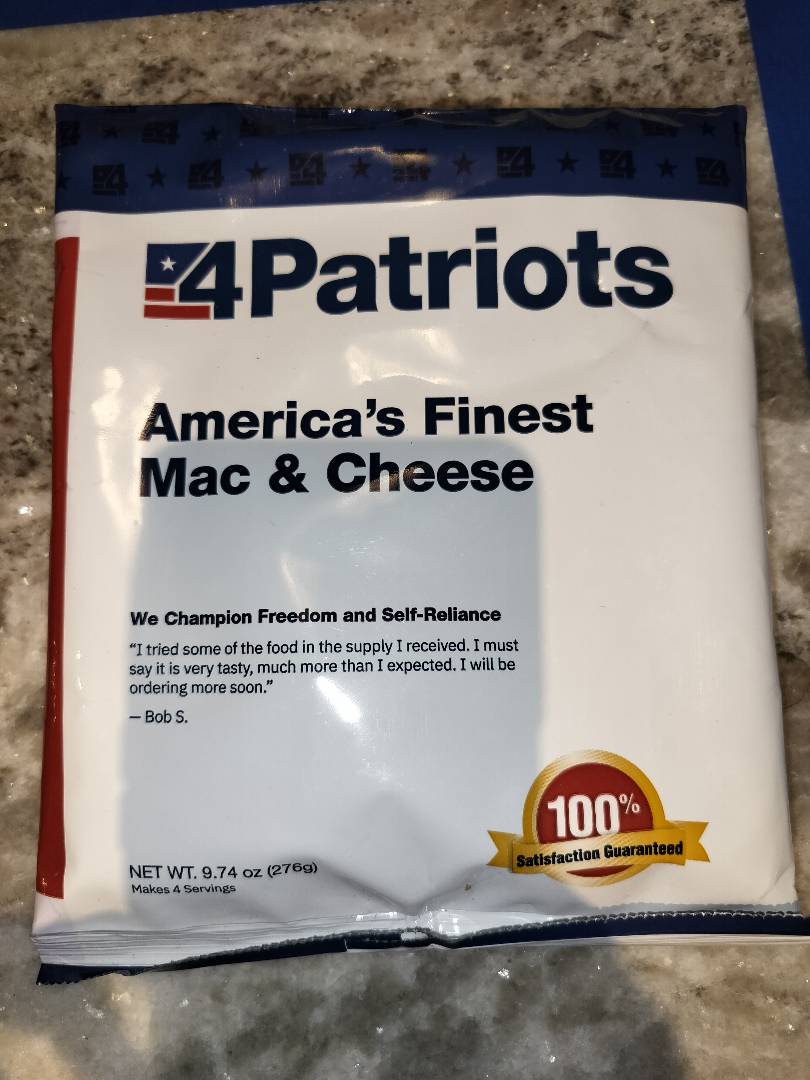 4Patriots
America's Finest
Mac & Cheese
We Champion Freedom and Self-Reliance
“I tried some of the food in the supply I received. I must
say it is very tasty, much more than I expected. I will be
ordering more soon.”
— Bob S.
100%
Satisfaction Guaranteed
NET WT. 9.74 oz (276g)
Makes 4 Servings